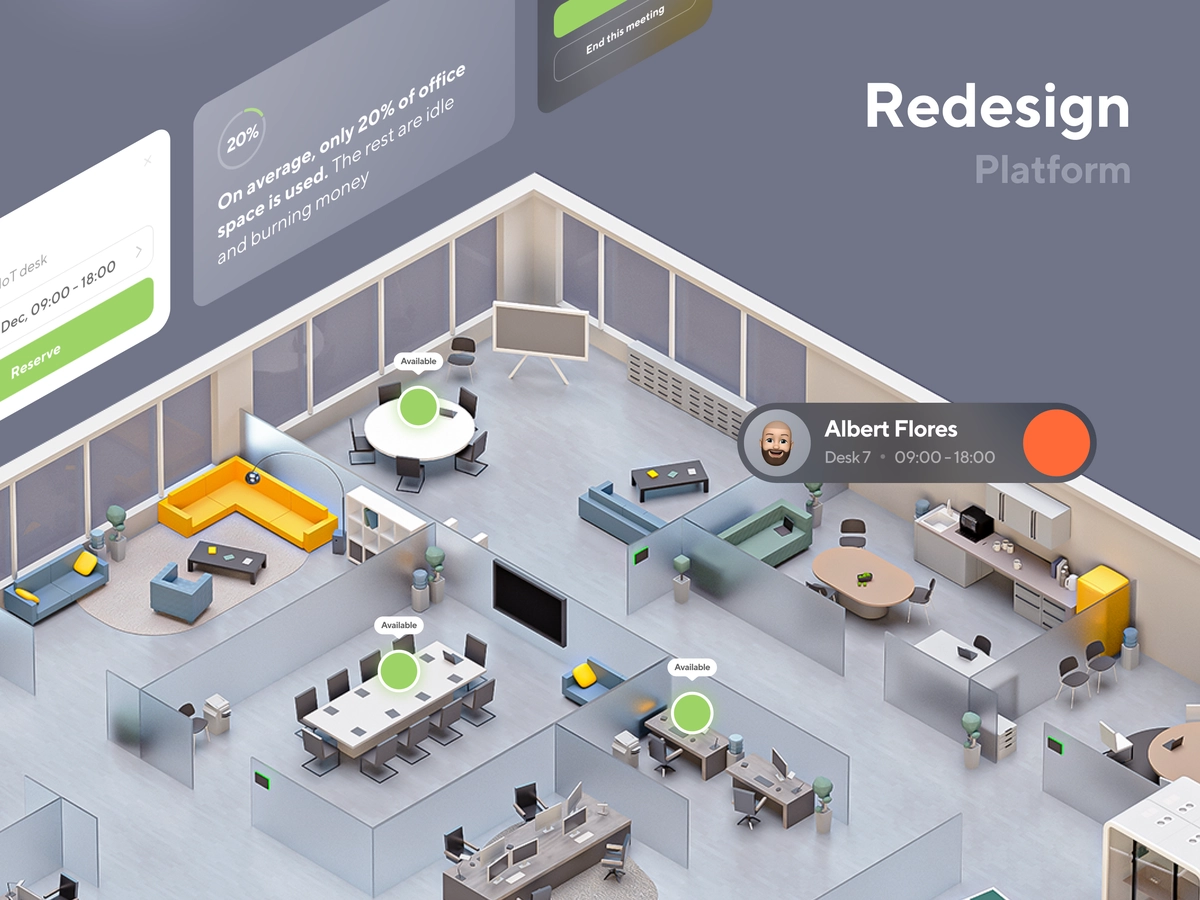 End this meeting
Redesign
Platform
20%
On average, only 20% of office
space is used. The rest are idle
and burning money
IoT desk
Dec, 09:00 - 18:00
Reserve
Available
Albert Flores
Desk 7 • 09:00 - 18:00
Available
Available